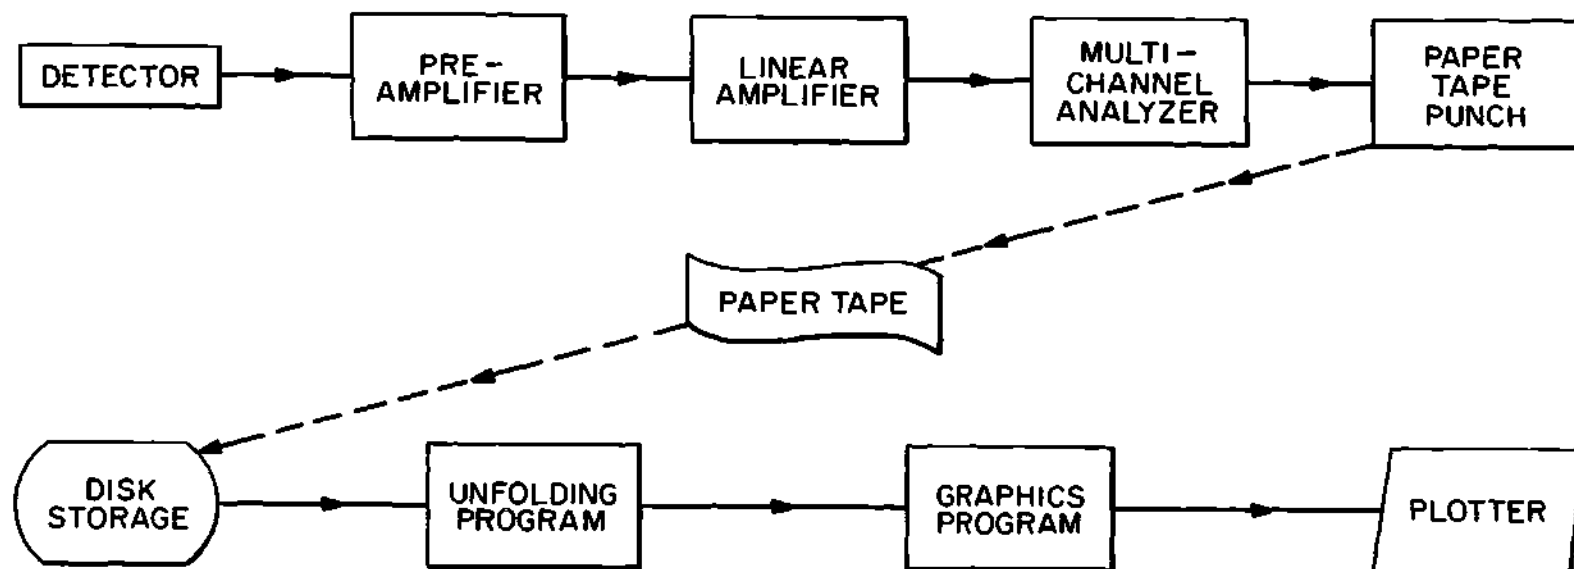 DETECTOR
PRE-
AMPLIFIER
LINEAR
AMPLIFIER
MULTI-
CHANNEL
ANALYZER
PAPER
TAPE
PUNCH
PAPER TAPE
DISK
STORAGE
UNFOLDING
PROGRAM
GRAPHICS
PROGRAM
PLOTTER